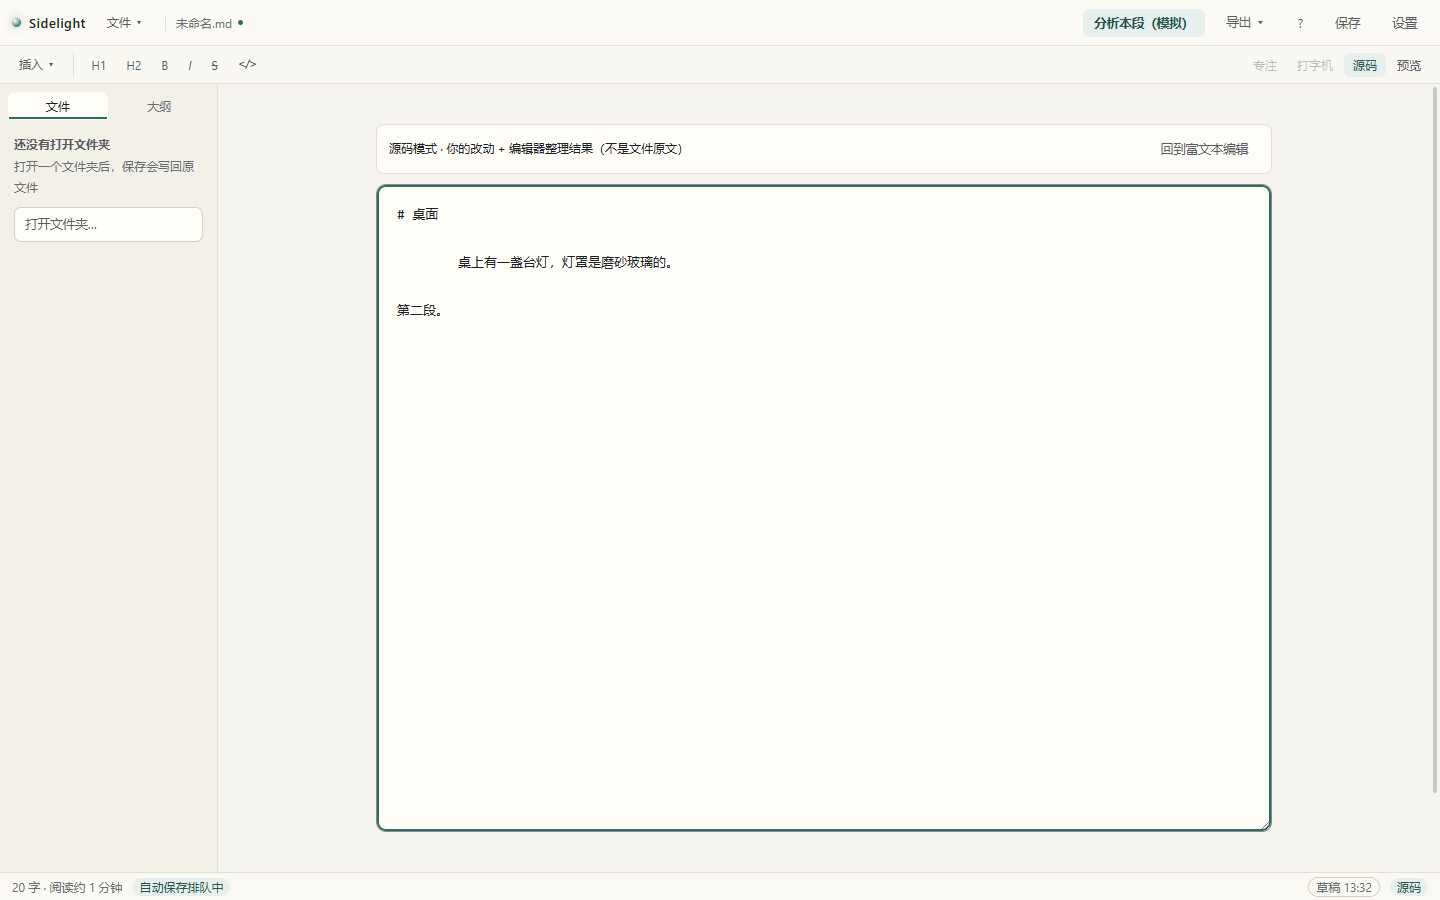 Sidelight 文件 ▾ 未命名.md ● 分析本段（模拟） 导出 ▾ ? 保存 设置
插入 ▾ H1 H2 B I S </> 专注 打字机 源码 预览
文件 大纲
还没有打开文件夹
打开一个文件夹后，保存会写回原
文件
打开文件夹...
源码模式 · 你的改动 + 编辑器整理结果（不是文件原文） 回到富文本编辑
# 桌面
桌上有一盏台灯，灯罩是磨砂玻璃的。
第二段。
20 字 · 阅读约 1 分钟 自动保存排队中 草稿 13:32 源码